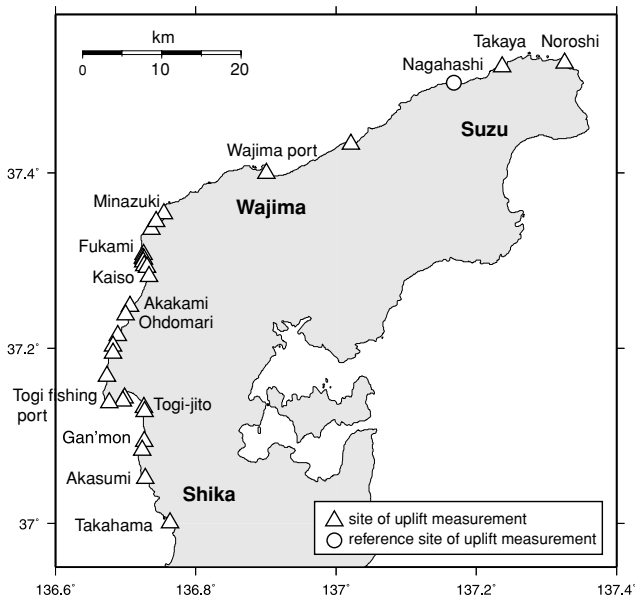 km
0 10 20
Takaya Noroshi
Nagahashi
Suzu
Wajima port
37.4˚
Minazuki
Wajima
Fukami
Kaiso
Akakami
Ohdomari
37.2˚
Togi fishing
port
Togi-jito
Gan'mon
Akasumi
Shika
Takahama
37˚
site of uplift measurement
reference site of uplift measurement
136.6˚ 136.8˚ 137˚ 137.2˚ 137.4˚